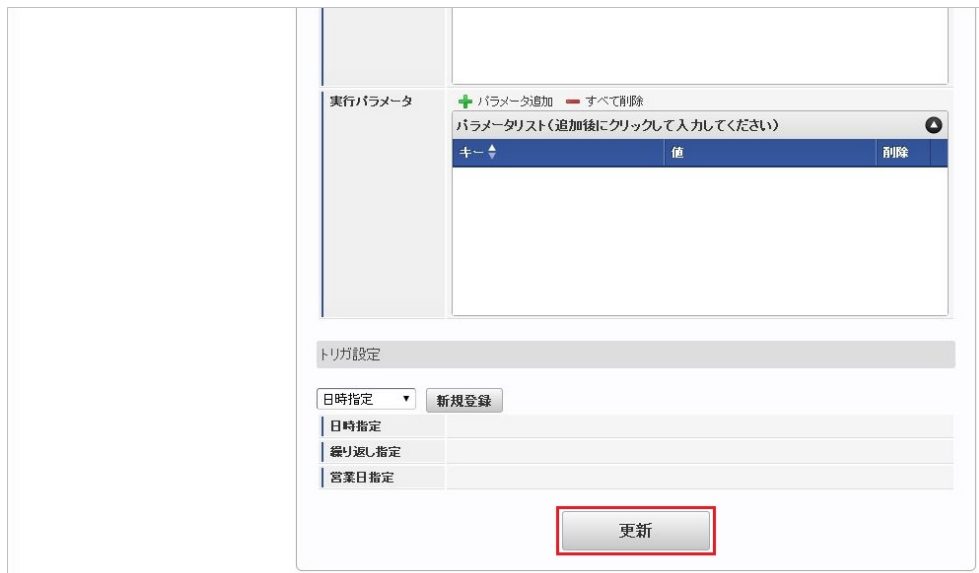 実行パラメータ
パラメータ追加 すべて削除
パラメータリスト(追加後にクリックして入力してください)
キー 値 削除
トリガ設定
日時指定 新規登録
日時指定
繰り返し指定
営業日指定
更新